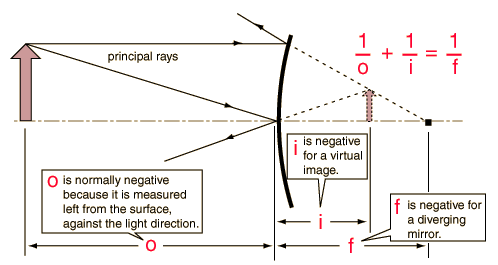 principal rays
1/o + 1/i = 1/f
i is negative
for a virtual
image.
o is normally negative
because it is measured
left from the surface,
against the light direction.
f is negative for
a diverging
mirror.
o
i
f